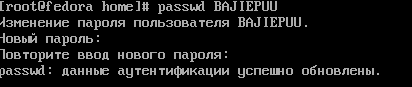 [root@fedora home]# passwd BAJIEPUU
Изменение пароля пользователя BAJIEPUU.
Новый пароль:
Повторите ввод нового пароля:
passwd: данные аутентификации успешно обновлены.